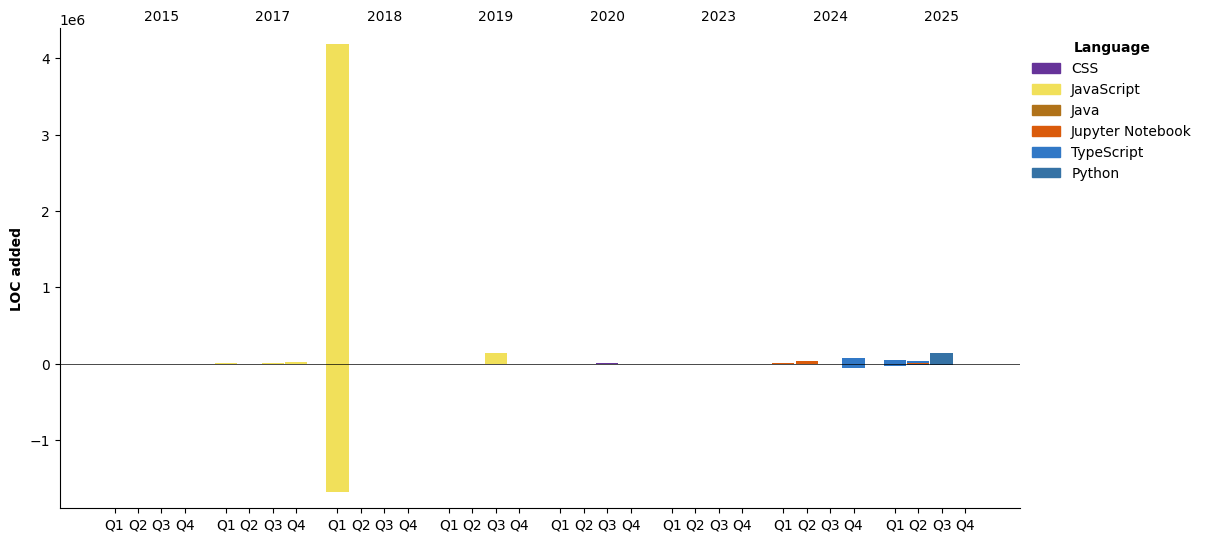 2015 2017 2018 2019 2020 2023 2024 2025
1e6
Language
CSS
JavaScript
Java
Jupyter Notebook
TypeScript
Python
LOC added
4
3
2
1
0
−1
Q1 Q2 Q3 Q4 Q1 Q2 Q3 Q4 Q1 Q2 Q3 Q4 Q1 Q2 Q3 Q4 Q1 Q2 Q3 Q4 Q1 Q2 Q3 Q4 Q1 Q2 Q3 Q4 Q1 Q2 Q3 Q4